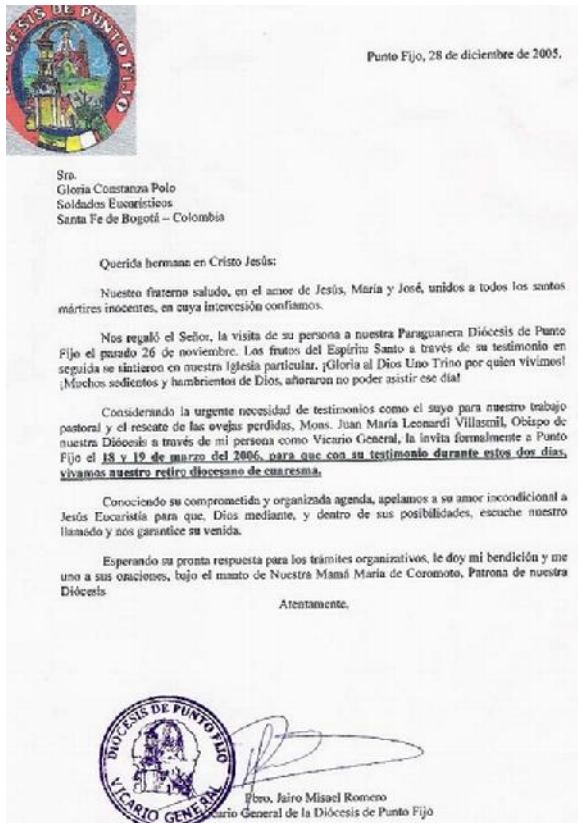 DIOCESIS DE PUNTO FIJO
Punto Fijo, 28 de diciembre de 2005.
Sra.
Gloria Constanza Polo
Soldados Eucarísticos
Santa Fe de Bogotá – Colombia
Querida hermana en Cristo Jesús:
Nuestro fraterno saludo, en el amor de Jesús, María y José, unidos a todos los santos
mártires inocentes, en cuya intercesión confiamos.
Nos regaló el Señor, la visita de su persona a nuestra Paraguanera Diócesis de Punto
Fijo el pasado 26 de noviembre. Los frutos del Espíritu Santo a través de su testimonio en
seguida se sintieron en nuestra Iglesia particular. ¡Gloria al Dios Uno Trino por quien vivimos!
¡Muchos sedientos y hambrientos de Dios, añoraron no poder asistir ese día!
Considerando la urgente necesidad de testimonios como el suyo para nuestro trabajo
pastoral y el rescate de las ovejas perdidas, Mons. Juan María Leonardi Villasmil, Obispo de
nuestra Diócesis a través de mi persona como Vicario General, la invita formalmente a Punto
Fijo el 18 y 19 de marzo del 2006, para que con su testimonio durante estos dos días,
vivamos nuestro retiro diocesano de cuaresma.
Conociendo su comprometida y organizada agenda, apelamos a su amor incondicional a
Jesús Eucaristía para que, Dios mediante, y dentro de sus posibilidades, escuche nuestro
llamado y nos garantice su venida.
Esperando su pronta respuesta para los trámites organizativos, le doy mi bendición y me
uno a sus oraciones, bajo el manto de Nuestra Mamá María de Coromoto, Patrona de nuestra
Diócesis
Atentamente,
DIOCESIS DE PUNTO FIJO
VICARIO GENERAL
Pbro. Jairo Misael Romero
Vicario General de la Diócesis de Punto Fijo